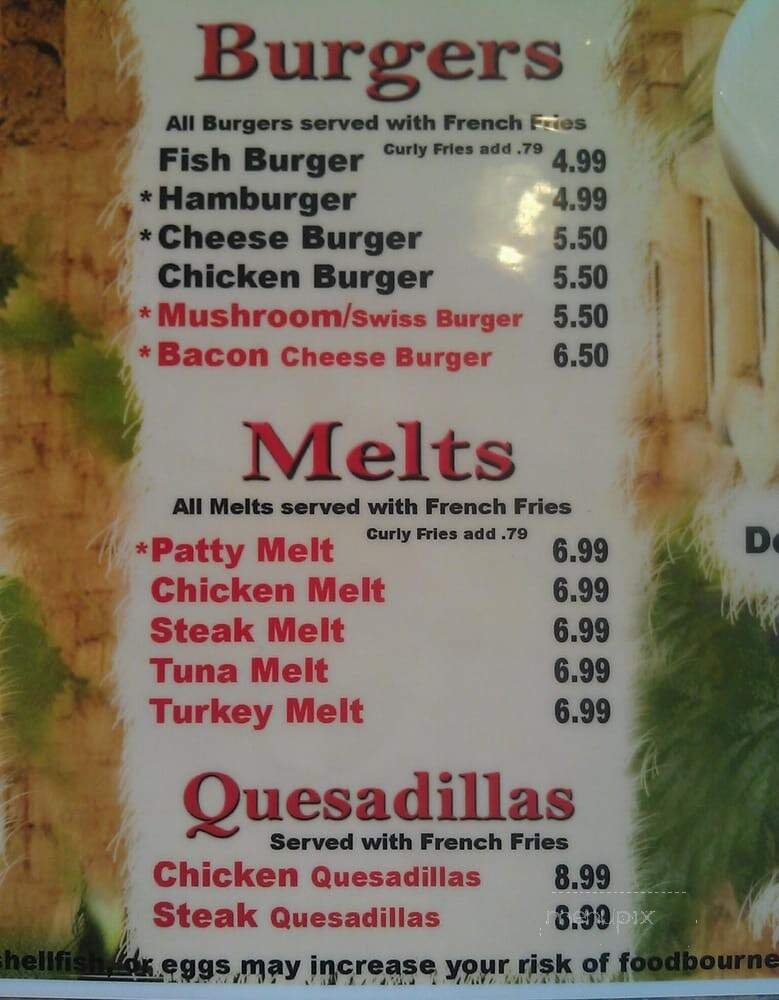 Burgers
All Burgers served with French Fries
Curly Fries add .79
Fish Burger 4.99
*Hamburger 4.99
*Cheese Burger 5.50
Chicken Burger 5.50
*Mushroom/Swiss Burger 5.50
*Bacon Cheese Burger 6.50
Melts
All Melts served with French Fries
Curly Fries add .79
*Patty Melt 6.99
Chicken Melt 6.99
Steak Melt 6.99
Tuna Melt 6.99
Turkey Melt 6.99
Quesadillas
Served with French Fries
Chicken Quesadillas 8.99
Steak Quesadillas 8.99
menupix
shellfish, or eggs may increase your risk of foodbourne